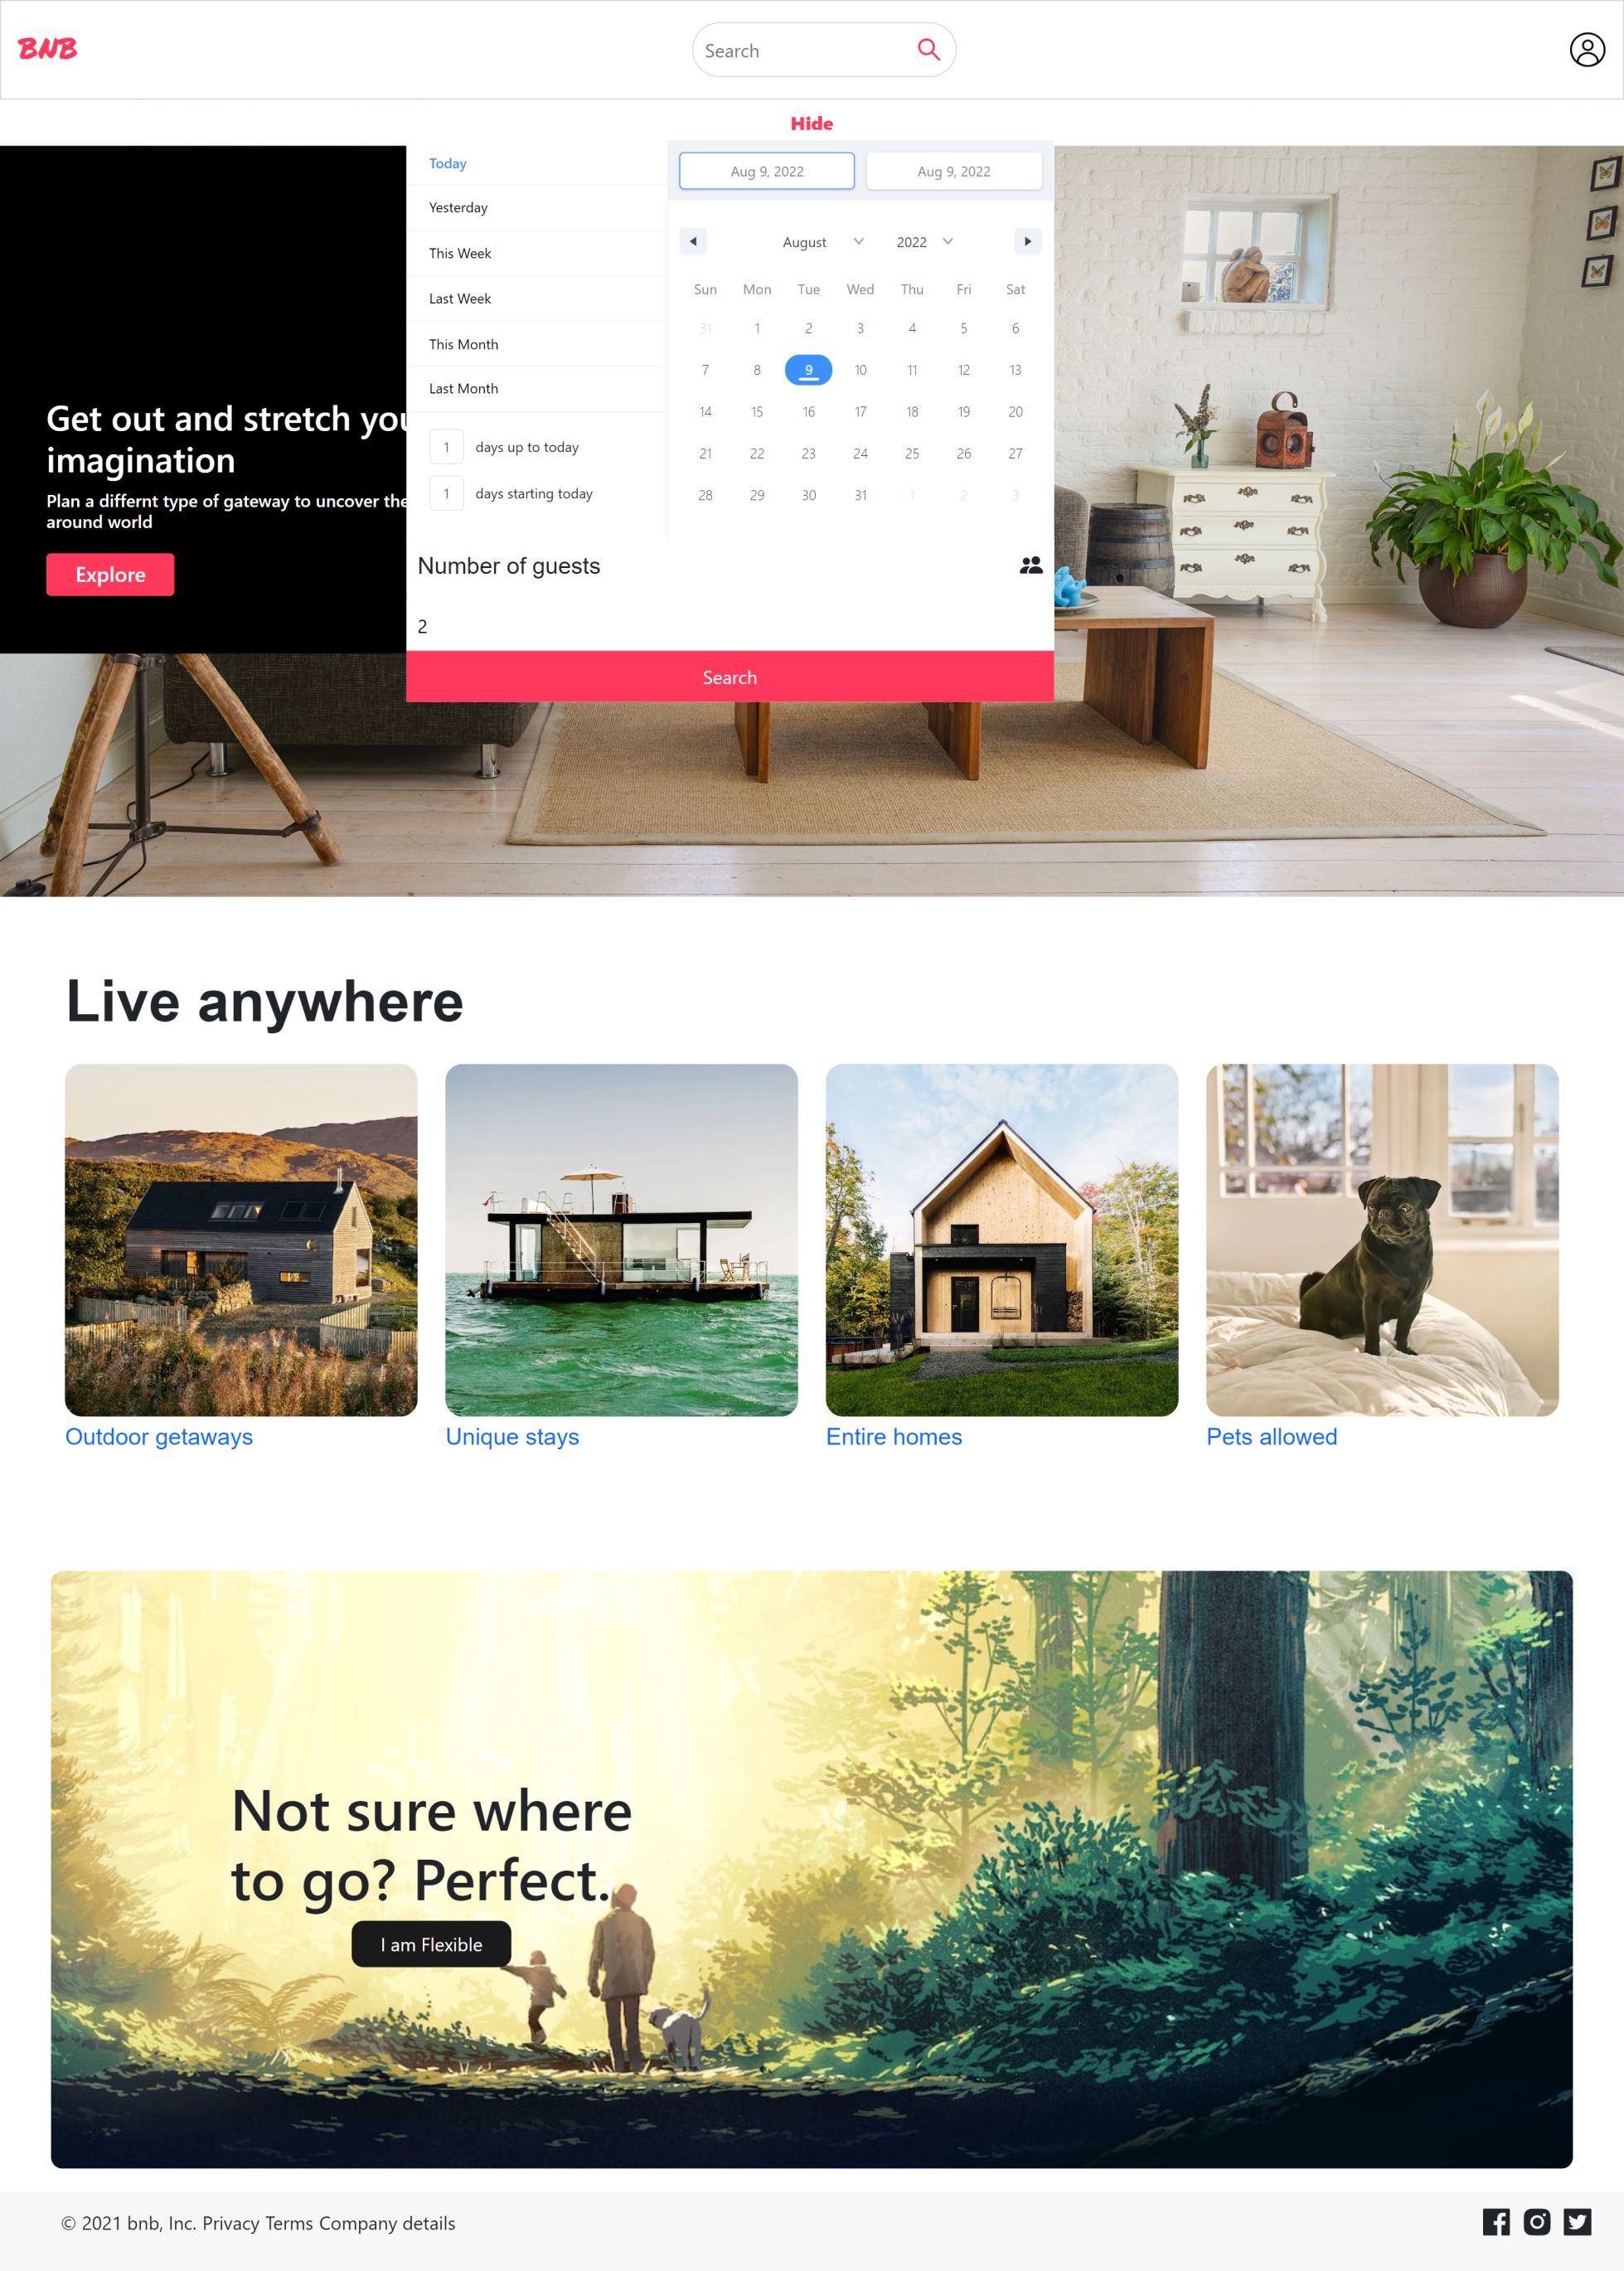 BNB
Search
Hide
Today
Yesterday
This Week
Last Week
This Month
Last Month
1 days up to today
1 days starting today
Aug 9, 2022 Aug 9, 2022
August 2022
Sun Mon Tue Wed Thu Fri Sat
31 1 2 3 4 5 6
7 8 9 10 11 12 13
14 15 16 17 18 19 20
21 22 23 24 25 26 27
28 29 30 31 1 2 3
Number of guests
2
Search
Get out and stretch you
imagination
Plan a differnt type of gateway to uncover the
around world
Explore
Live anywhere
Outdoor getaways
Unique stays
Entire homes
Pets allowed
Not sure where
to go? Perfect.
I am Flexible
© 2021 bnb, Inc. Privacy Terms Company details